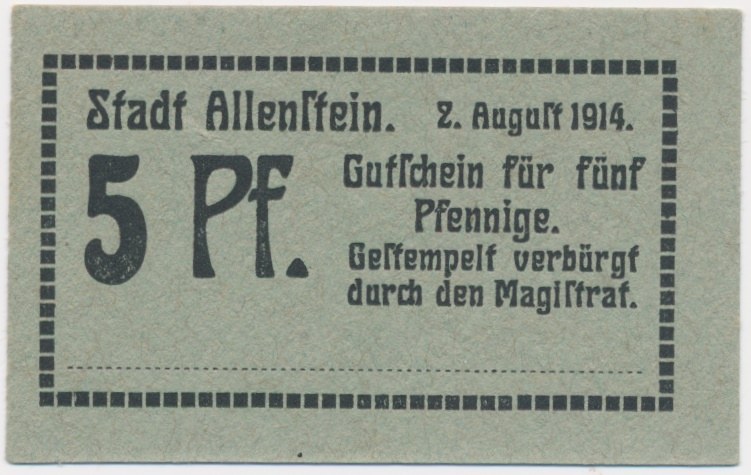 Stadt Allenſtein. 2. Auguſt 1914.
5 Pf.
Gutſchein für fünf
Pfennige.
Geſtempelt verbürgt
durch den Magiſtrat.